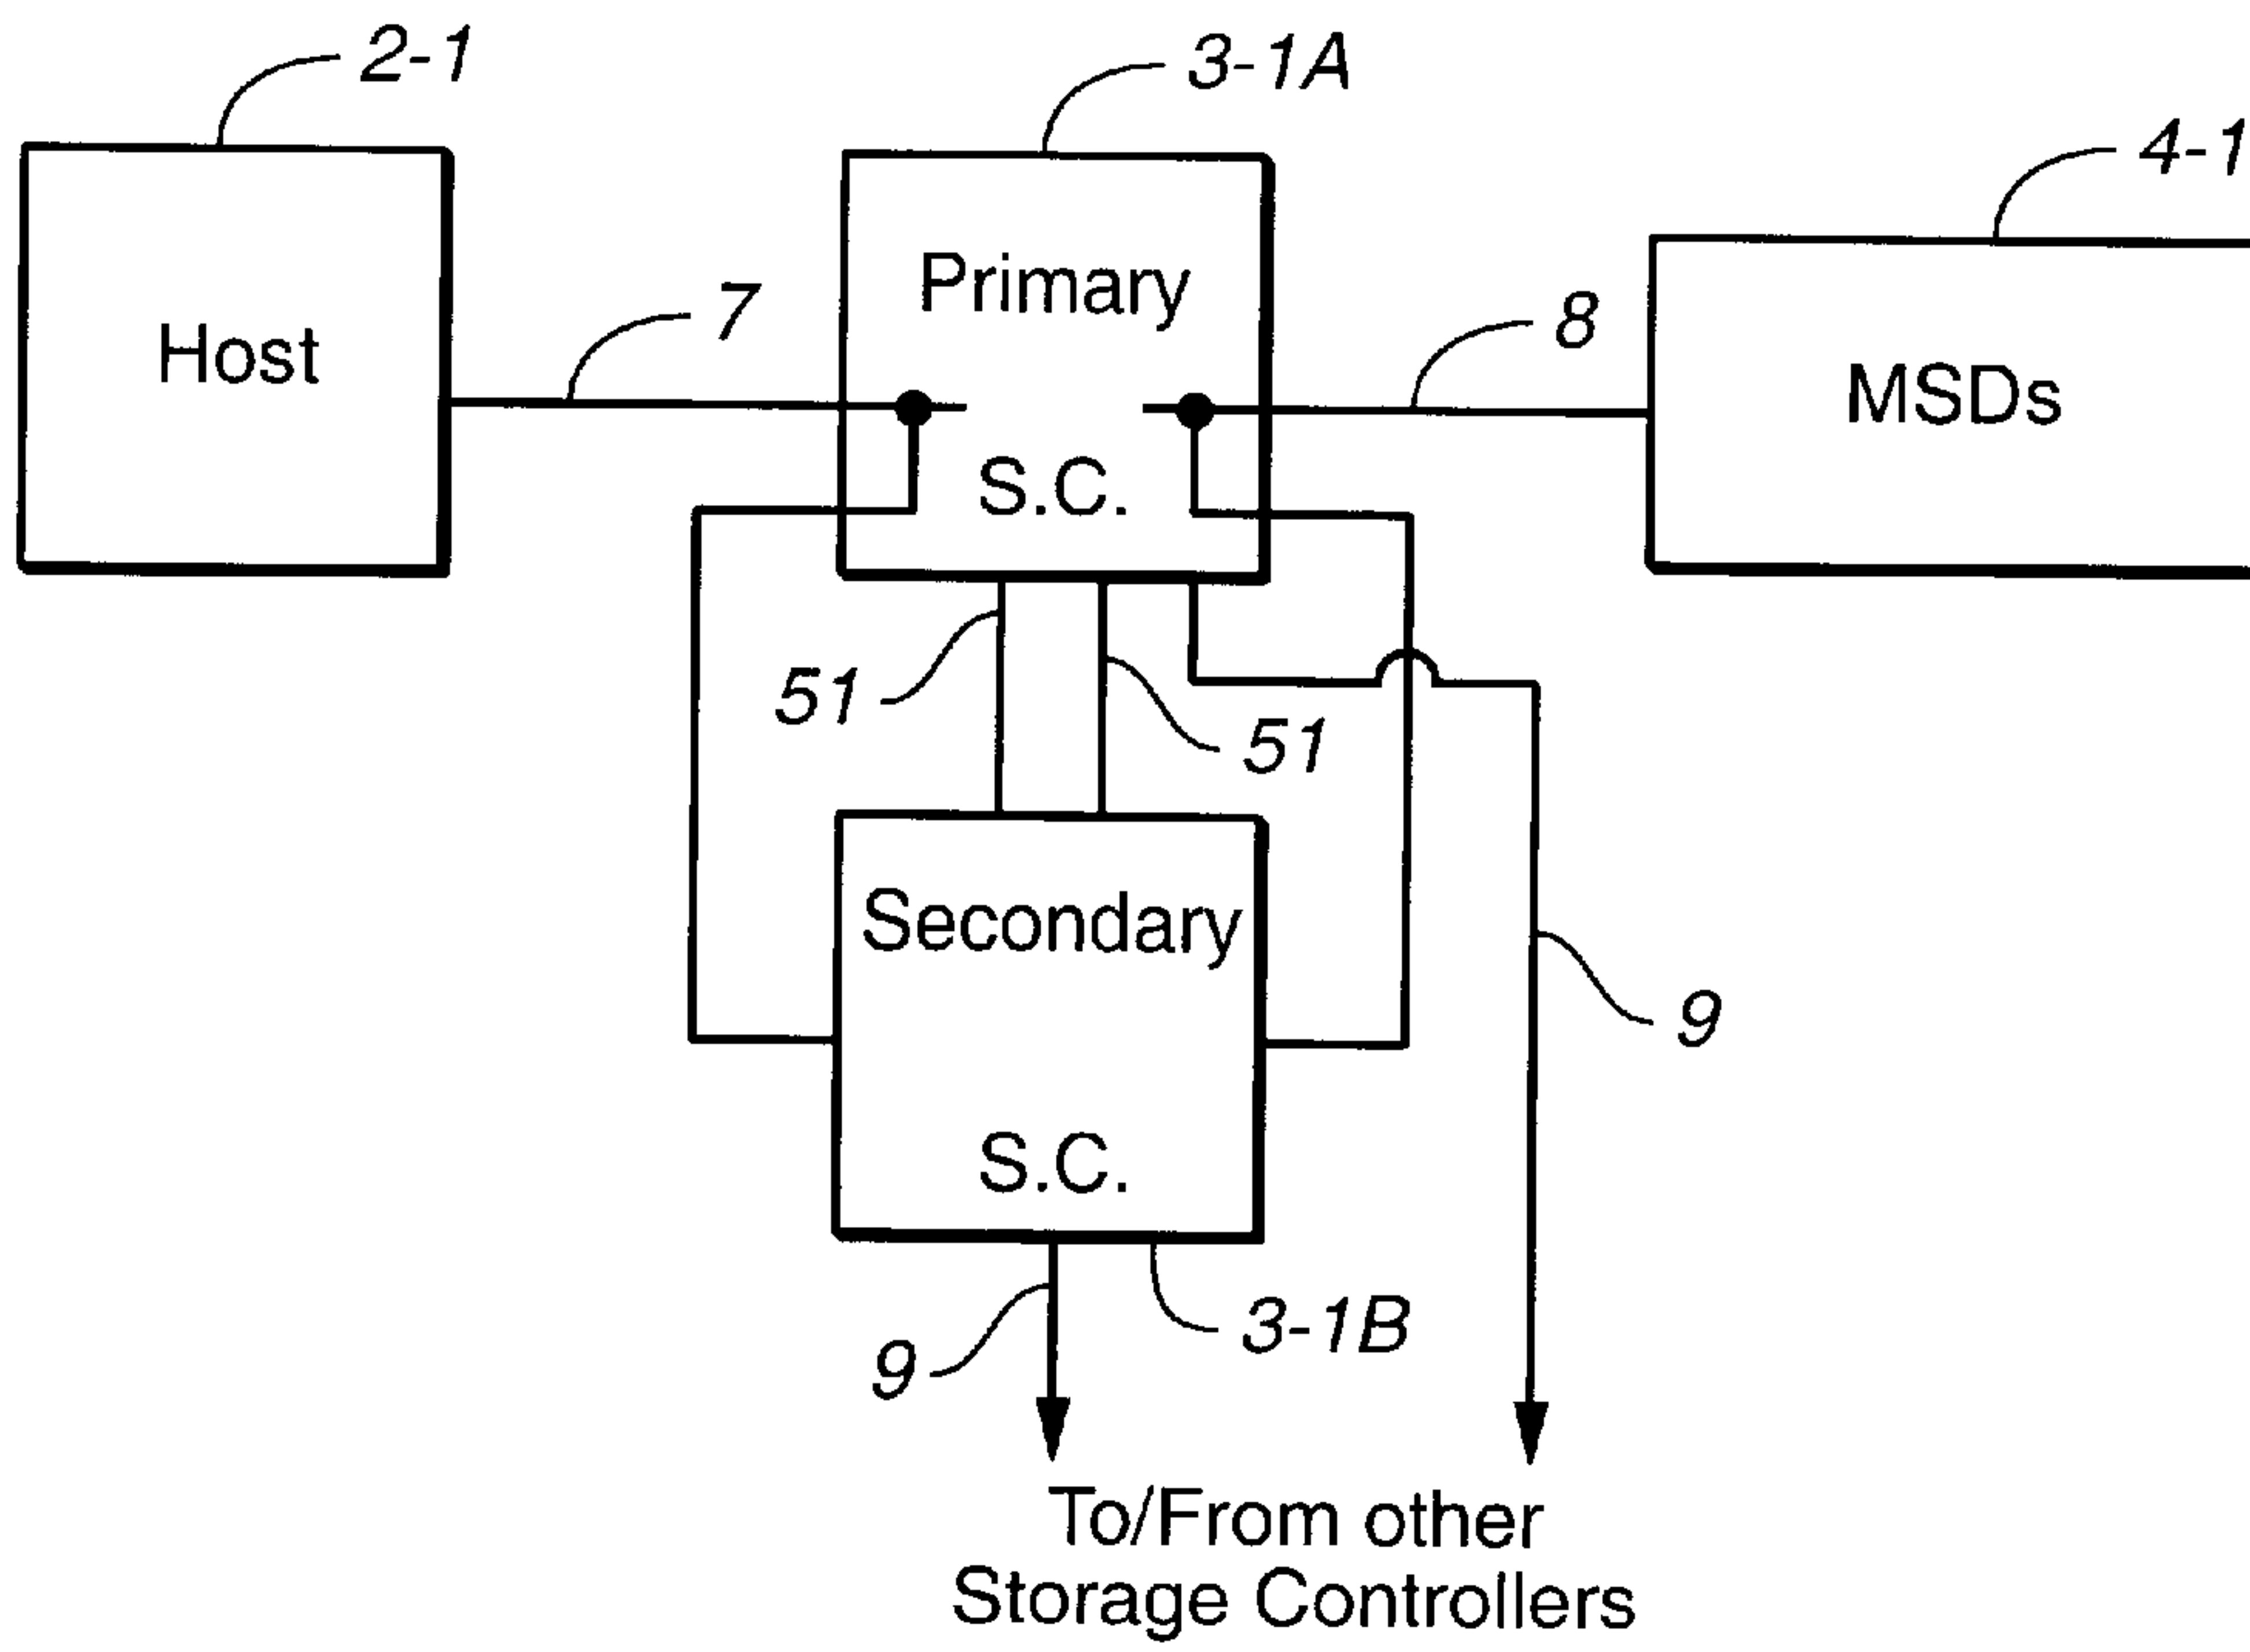 2-1
3-1A
4-1
Host
Primary
S.C.
MSDs
7
8
51
51
Secondary
S.C.
9
3-1B
9
To/From other
Storage Controllers